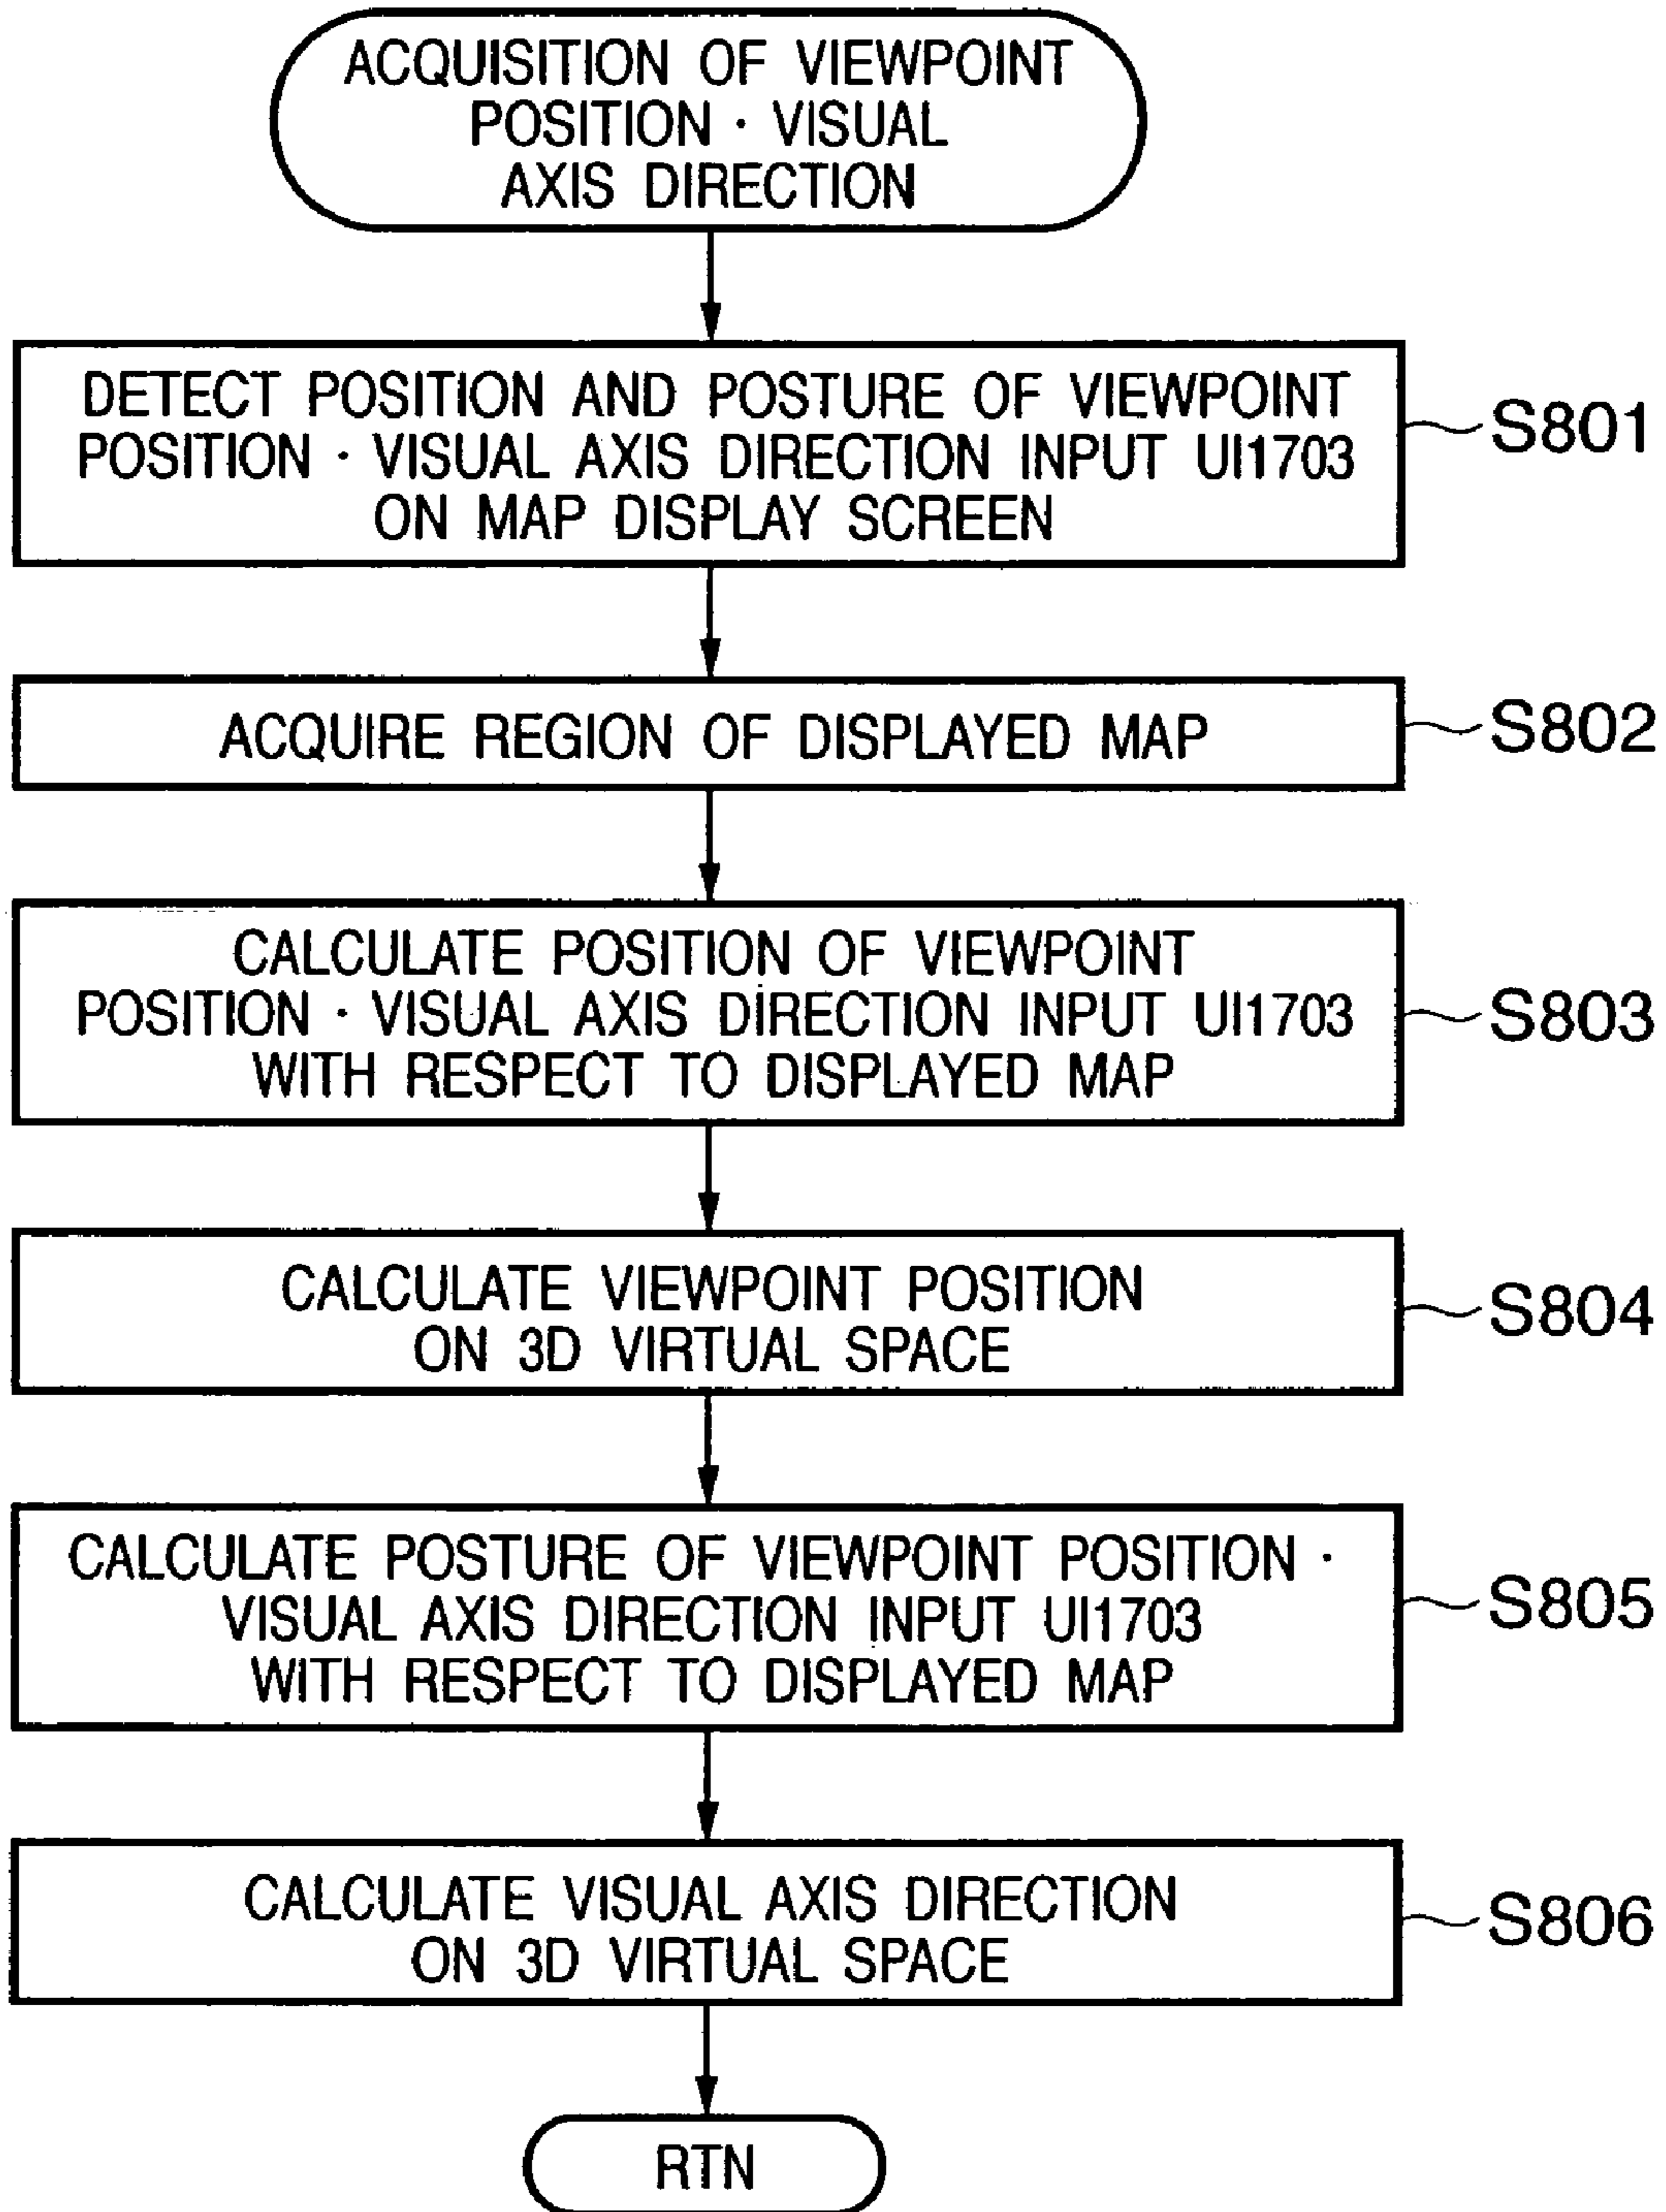 ACQUISITION OF VIEWPOINT
POSITION · VISUAL
AXIS DIRECTION
DETECT POSITION AND POSTURE OF VIEWPOINT
POSITION · VISUAL AXIS DIRECTION INPUT UI1703
ON MAP DISPLAY SCREEN
S801
ACQUIRE REGION OF DISPLAYED MAP
S802
CALCULATE POSITION OF VIEWPOINT
POSITION · VISUAL AXIS DIRECTION INPUT UI1703
WITH RESPECT TO DISPLAYED MAP
S803
CALCULATE VIEWPOINT POSITION
ON 3D VIRTUAL SPACE
S804
CALCULATE POSTURE OF VIEWPOINT POSITION ·
VISUAL AXIS DIRECTION INPUT UI1703
WITH RESPECT TO DISPLAYED MAP
S805
CALCULATE VISUAL AXIS DIRECTION
ON 3D VIRTUAL SPACE
S806
RTN